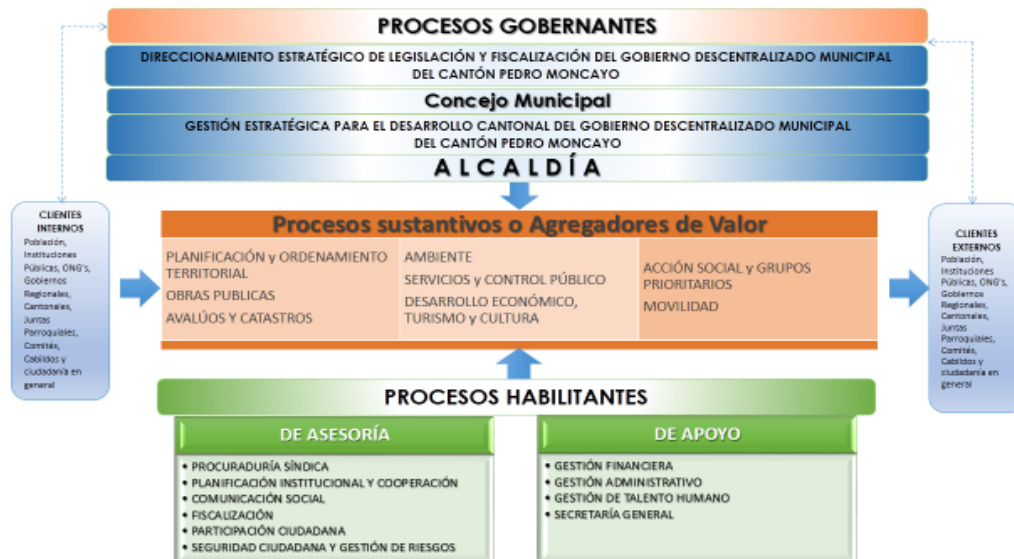 PROCESOS GOBERNANTES
DIRECCIONAMIENTO ESTRATÉGICO DE LEGISLACIÓN Y FISCALIZACIÓN DEL GOBIERNO DESCENTRALIZADO MUNICIPAL
DEL CANTÓN PEDRO MONCAYO
Concejo Municipal
GESTIÓN ESTRATÉGICA PARA EL DESARROLLO CANTONAL DEL GOBIERNO DESCENTRALIZADO MUNICIPAL
DEL CANTÓN PEDRO MONCAYO
ALCALDÍA
CLIENTES
INTERNOS
Población,
Instituciones
Públicas, ONG's,
Gobiernos
Regionales,
Cantonales,
Juntas
Parroquiales,
Comités,
Cabildos y
ciudadanía en
general
Procesos sustantivos o Agregadores de Valor
PLANIFICACIÓN y ORDENAMIENTO
TERRITORIAL
OBRAS PUBLICAS
AVALÚOS Y CATASTROS
AMBIENTE
SERVICIOS y CONTROL PÚBLICO
DESARROLLO ECONÓMICO,
TURISMO y CULTURA
ACCIÓN SOCIAL y GRUPOS
PRIORITARIOS
MOVILIDAD
CLIENTES
EXTERNOS
Población,
Instituciones
Públicas, ONG's,
Gobiernos
Regionales,
Cantonales,
Juntas
Parroquiales,
Comités,
Cabildos y
ciudadanía en
general
PROCESOS HABILITANTES
DE ASESORÍA
• PROCURADURÍA SÍNDICA
• PLANIFICACIÓN INSTITUCIONAL Y COOPERACIÓN
• COMUNICACIÓN SOCIAL
• FISCALIZACIÓN
• PARTICIPACIÓN CIUDADANA
• SEGURIDAD CIUDADANA Y GESTIÓN DE RIESGOS
DE APOYO
• GESTIÓN FINANCIERA
• GESTIÓN ADMINISTRATIVO
• GESTIÓN DE TALENTO HUMANO
• SECRETARÍA GENERAL